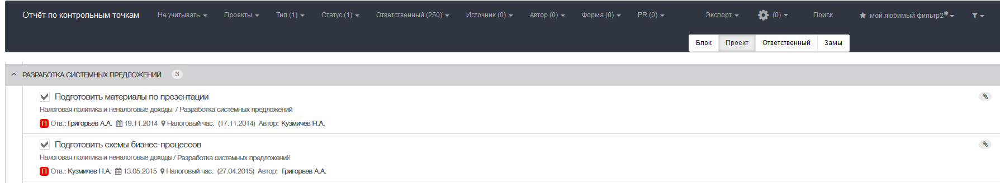 Отчёт по контрольным точкам Не учитывать Проекты Тип (1) Статус (1) Ответственный (250) Источник (0) Автор (0) Форма (0) PR (0) Экспорт (0) Поиск мой любимый фильтр2*
Блок Проект Ответственный Замы
РАЗРАБОТКА СИСТЕМНЫХ ПРЕДЛОЖЕНИЙ 3
Подготовить материалы по презентации
Налоговая политика и неналоговые доходы / Разработка системных предложений
П Отв.: Григорьев А.А. 19.11.2014 Налоговый час. (17.11.2014) Автор: Кузмичев Н.А.
Подготовить схемы бизнес-процессов
Налоговая политика и неналоговые доходы / Разработка системных предложений
П Отв.: Кузмичев Н.А. 13.05.2015 Налоговый час. (27.04.2015) Автор: Григорьев А.А.